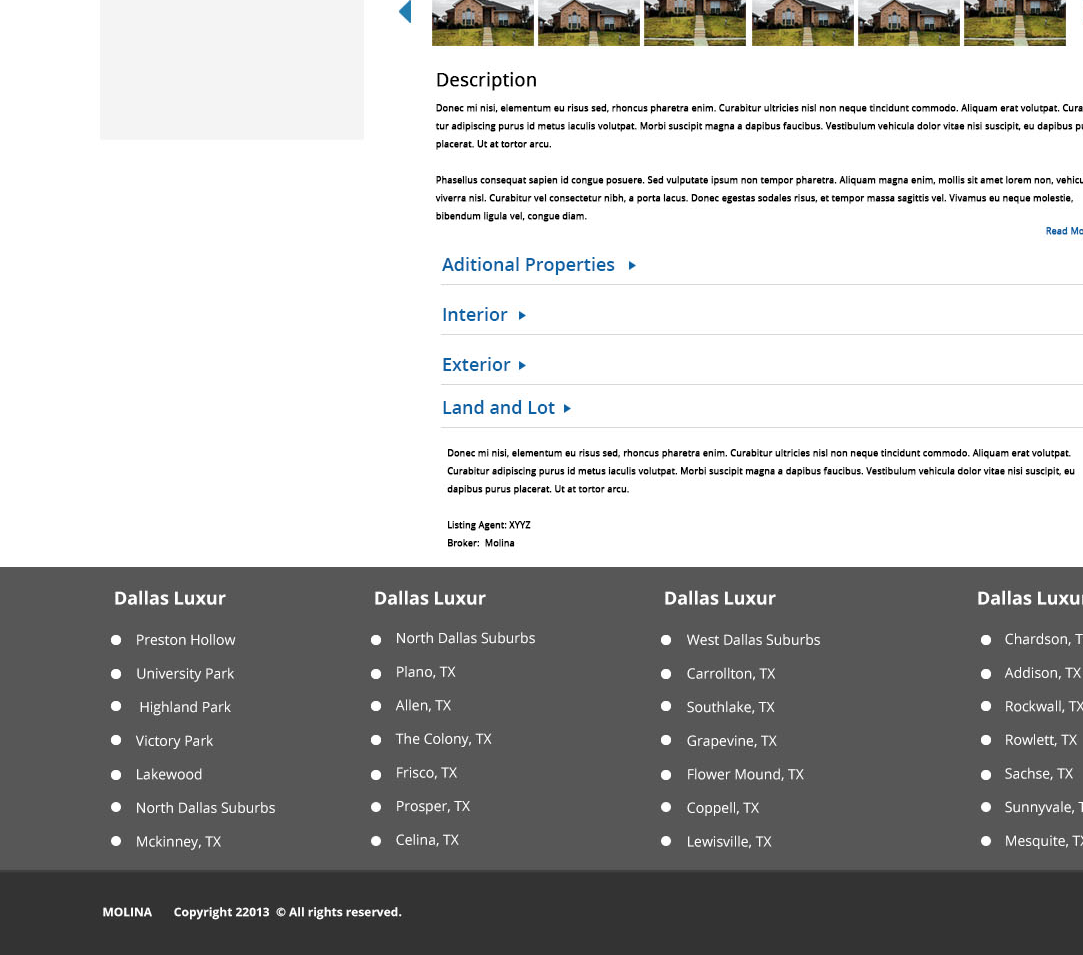 Description
Donec mi nisi, elementum eu risus sed, rhoncus pharetra enim. Curabitur ultricies nisl non neque tincidunt commodo. Aliquam erat volutpat. Cura
tur adipiscing purus id metus iaculis volutpat. Morbi suscipit magna a dapibus faucibus. Vestibulum vehicula dolor vitae nisi suscipit, eu dapibus pu
placerat. Ut at tortor arcu.
Phasellus consequat sapien id congue posuere. Sed vulputate ipsum non tempor pharetra. Aliquam magna enim, mollis sit amet lorem non, vehicu
viverra nisl. Curabitur vel consectetur nibh, a porta lacus. Donec egestas sodales risus, et tempor massa sagittis vel. Vivamus eu neque molestie,
bibendum ligula vel, congue diam.
Read Mo
Aditional Properties
Interior
Exterior
Land and Lot
Donec mi nisi, elementum eu risus sed, rhoncus pharetra enim. Curabitur ultricies nisl non neque tincidunt commodo. Aliquam erat volutpat.
Curabitur adipiscing purus id metus iaculis volutpat. Morbi suscipit magna a dapibus faucibus. Vestibulum vehicula dolor vitae nisi suscipit, eu
dapibus purus placerat. Ut at tortor arcu.
Listing Agent: XYYZ
Broker: Molina
Dallas Luxur
Preston Hollow
University Park
Highland Park
Victory Park
Lakewood
North Dallas Suburbs
Mckinney, TX
Dallas Luxur
North Dallas Suburbs
Plano, TX
Allen, TX
The Colony, TX
Frisco, TX
Prosper, TX
Celina, TX
Dallas Luxur
West Dallas Suburbs
Carrollton, TX
Southlake, TX
Grapevine, TX
Flower Mound, TX
Coppell, TX
Lewisville, TX
Dallas Luxu
Chardson, T
Addison, TX
Rockwall, TX
Rowlett, TX
Sachse, TX
Sunnyvale, T
Mesquite, TX
MOLINA Copyright 22013 © All rights reserved.